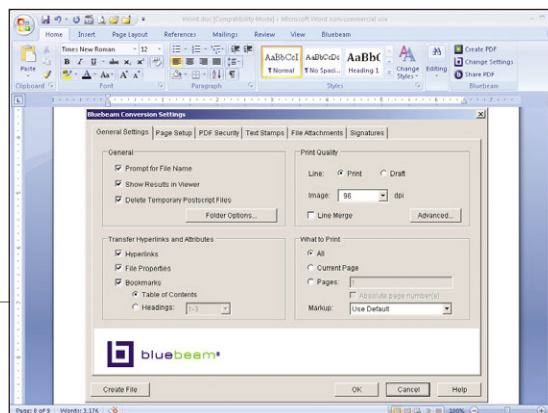 Word.doc [Compatibility Mode] - Microsoft Word non-commercial use
Home Insert Page Layout References Mailings Review View Bluebeam
Times New Roman 12
Paste
Clipboard
Font
Paragraph
AaBbCcI AaBbCcDc AaBbC
¶ Normal ¶ No Spaci... Heading 1
Change Styles
Styles
Editing
Create PDF
Change Settings
Share PDF
Bluebeam
Bluebeam Conversion Settings
General Settings Page Setup PDF Security Text Stamps File Attachments Signatures
General
Prompt for File Name
Show Results in Viewer
Delete Temporary Postscript Files
Folder Options...
Print Quality
Line: Print Draft
Image: 96 dpi
Line Merge Advanced...
Transfer Hyperlinks and Attributes
Hyperlinks
File Properties
Bookmarks
Table of Contents
Headings: 1-3
What to Print
All
Current Page
Pages: 1
Absolute page number(s)
Markup: Use Default
bluebeam
Create File OK Cancel Help
Page: 8 of 9 Words: 3,176 100%